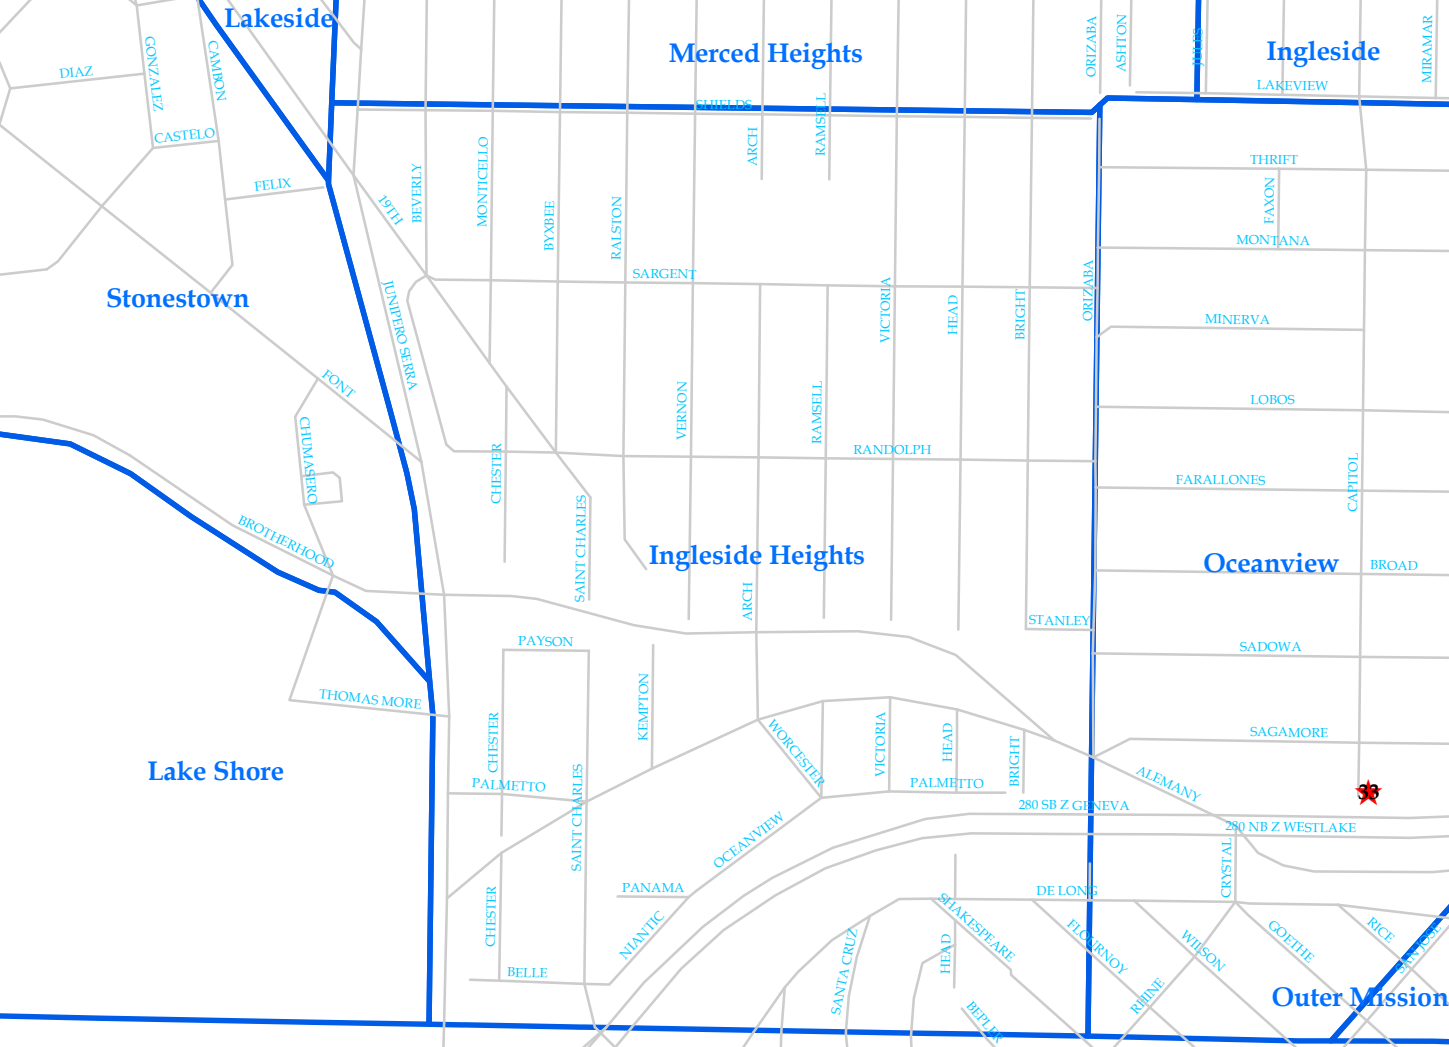 Lakeside
Merced Heights
Ingleside
ORIZABA
ASHTON
JULES
MIRAMAR
GONZALEZ
CAMBON
DIAZ
LAKEVIEW
SHIELDS
CASTELO
ARCH
RAMSELL
THRIFT
FELIX
19TH
BEVERLY
MONTICELLO
BYXBEE
RALSTON
FAXON
MONTANA
SARGENT
Stonestown
JUNIPERO SERRA
VICTORIA
HEAD
BRIGHT
ORIZABA
MINERVA
FONT
VERNON
RAMSELL
LOBOS
CHUMASERO
CHESTER
RANDOLPH
CAPITOL
FARALLONES
BROTHERHOOD
SAINT CHARLES
Ingleside Heights
Oceanview
BROAD
ARCH
STANLEY
PAYSON
SADOWA
THOMAS MORE
KEMPTON
CHESTER
WORCESTER
VICTORIA
HEAD
BRIGHT
SAGAMORE
Lake Shore
PALMETTO
PALMETTO
ALEMANY
33
SAINT CHARLES
280 SB Z GENEVA
280 NB Z WESTLAKE
OCEANVIEW
CRYSTAL
PANAMA
DE LONG
CHESTER
NIANTIC
SANTA CRUZ
HEAD
SHAKESPEARE
FLOURNOY
WILSON
GOETHE
RICE
SAN JOSE
BELLE
RHINE
BEPLER
Outer Mission